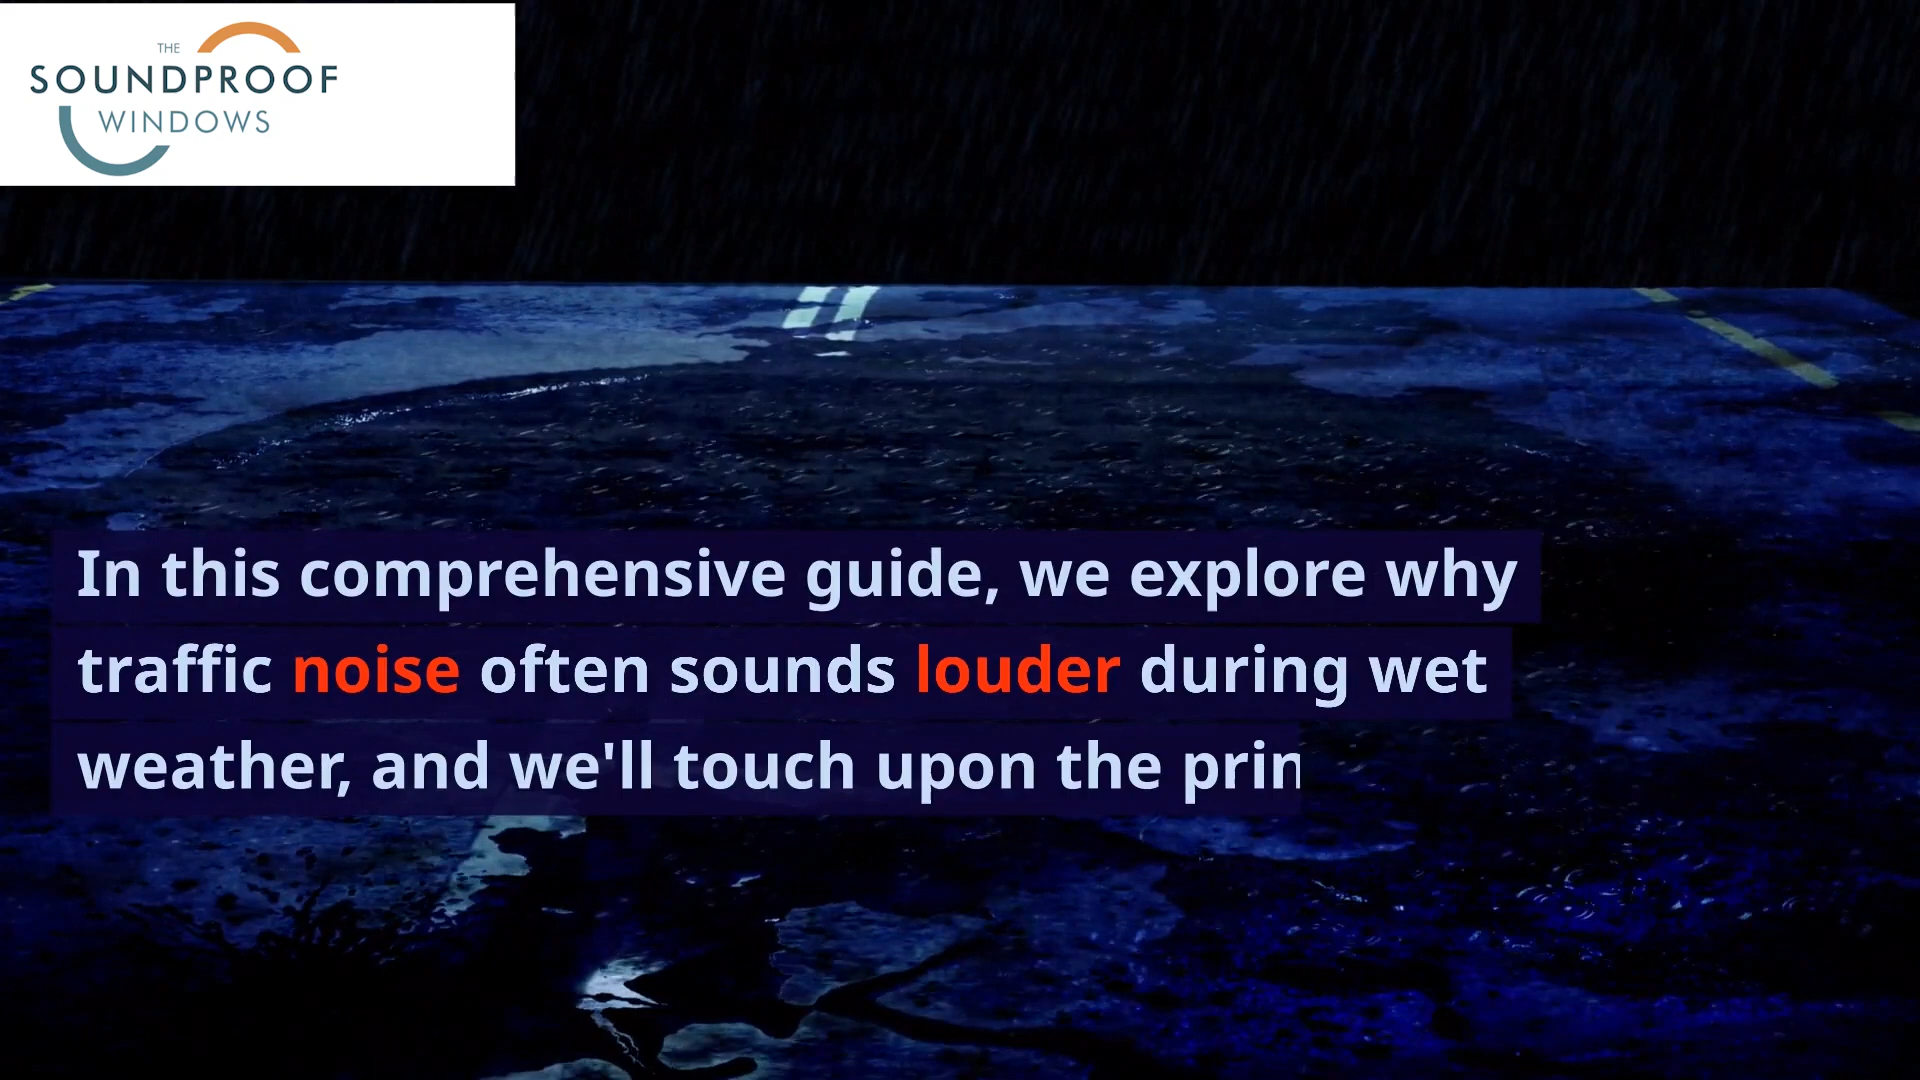 THE
SOUNDPROOF
WINDOWS
In this comprehensive guide, we explore why
traffic noise often sounds louder during wet
weather, and we'll touch upon the prin